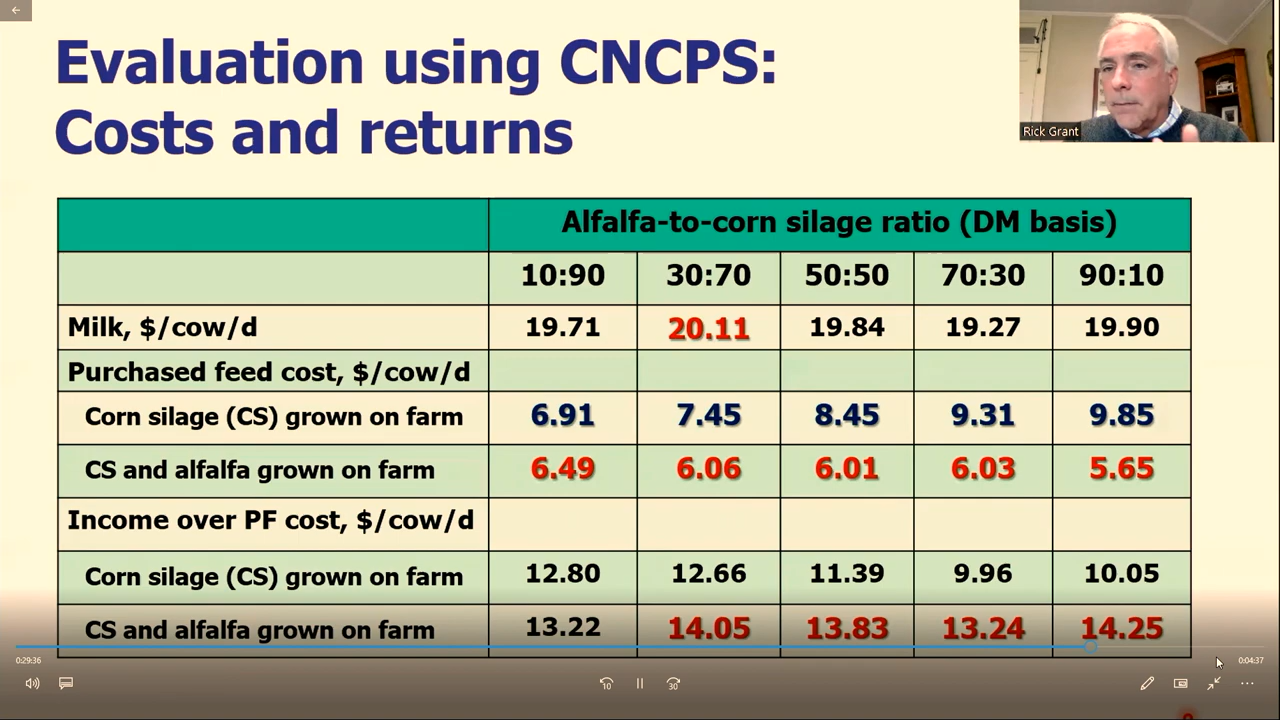 Evaluation using CNCPS:
Costs and returns
Rick Grant
Alfalfa-to-corn silage ratio (DM basis)
10:90 30:70 50:50 70:30 90:10
Milk, $/cow/d 19.71 20.11 19.84 19.27 19.90
Purchased feed cost, $/cow/d
Corn silage (CS) grown on farm 6.91 7.45 8.45 9.31 9.85
CS and alfalfa grown on farm 6.49 6.06 6.01 6.03 5.65
Income over PF cost, $/cow/d
Corn silage (CS) grown on farm 12.80 12.66 11.39 9.96 10.05
CS and alfalfa grown on farm 13.22 14.05 13.83 13.24 14.25
0:29:36 0:04:37
10 30